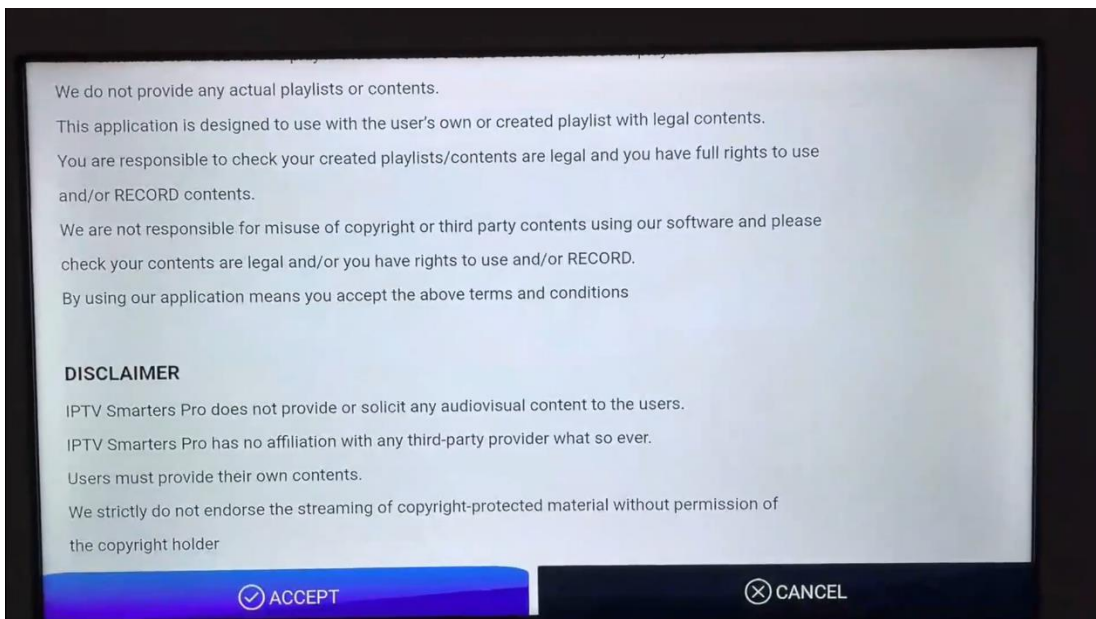 We do not provide any actual playlists or contents.
This application is designed to use with the user's own or created playlist with legal contents.
You are responsible to check your created playlists/contents are legal and you have full rights to use
and/or RECORD contents.
We are not responsible for misuse of copyright or third party contents using our software and please
check your contents are legal and/or you have rights to use and/or RECORD.
By using our application means you accept the above terms and conditions
DISCLAIMER
IPTV Smarters Pro does not provide or solicit any audiovisual content to the users.
IPTV Smarters Pro has no affiliation with any third-party provider what so ever.
Users must provide their own contents.
We strictly do not endorse the streaming of copyright-protected material without permission of
the copyright holder
ACCEPT
CANCEL